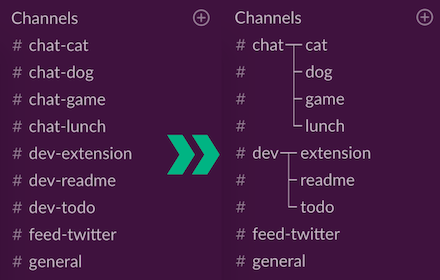 Channels
# chat-cat
# chat-dog
# chat-game
# chat-lunch
# dev-extension
# dev-readme
# dev-todo
# feed-twitter
# general
Channels
# chat cat
# dog
# game
# lunch
# dev extension
# readme
# todo
# feed-twitter
# general